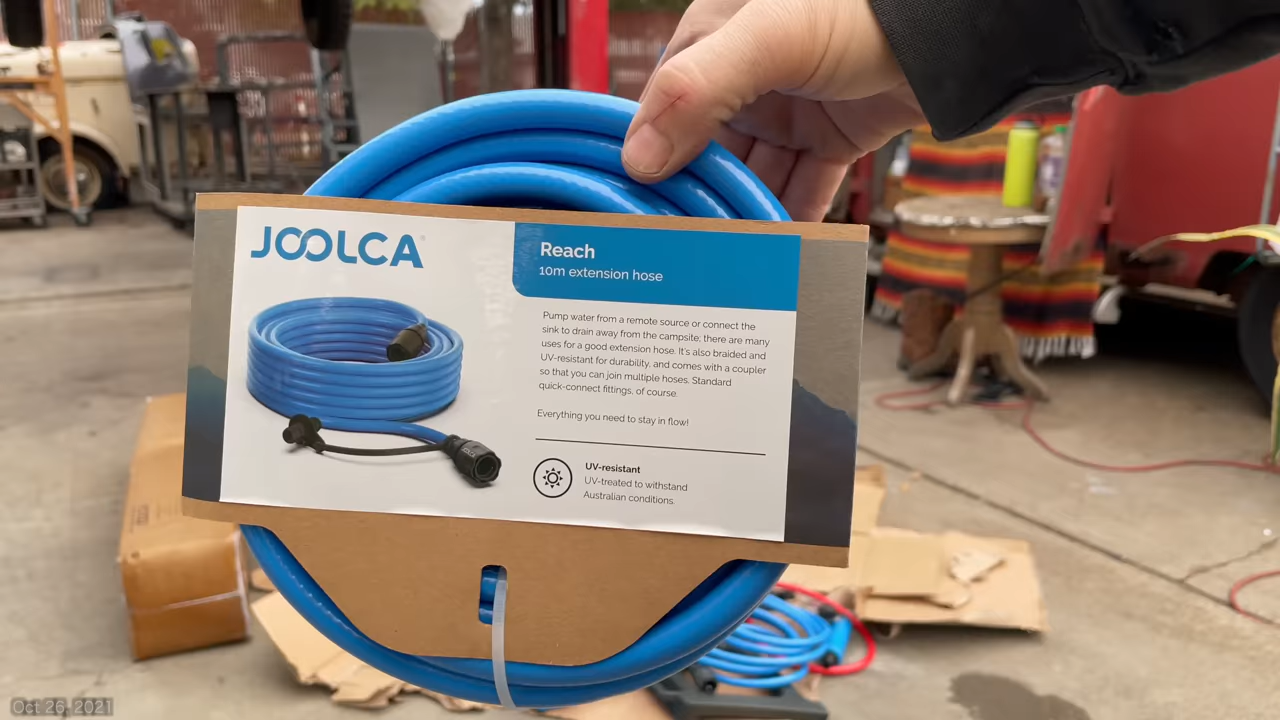 JOOLCA
Reach
10m extension hose
Pump water from a remote source or connect the
sink to drain away from the campsite; there are many
uses for a good extension hose. It's also braided and
UV-resistant for durability, and comes with a coupler
so that you can join multiple hoses. Standard
quick-connect fittings, of course.
Everything you need to stay in flow!
UV-resistant
UV-treated to withstand
Australian conditions.
JOOLCA
Oct 26, 2021